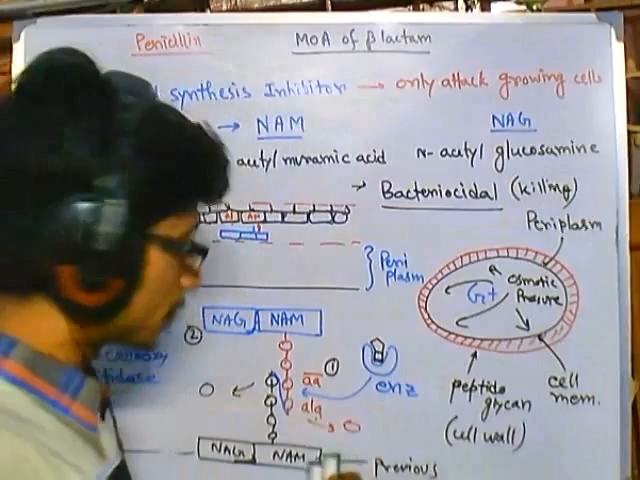 Penicillin
MOA of β lactam
synthesis Inhibitor → only attack growing cells
→ NAM
NAG
acetyl muramic acid
N-acetyl glucosamine
→ Bacteriocidal (killing)
Periplasm
Peri
plasm
Osmotic
Pressure
G+
NAG NAM
②
①
aa
ala
enz
peptido
glycan
(cell wall)
cell
mem.
NAG NAM
Previous